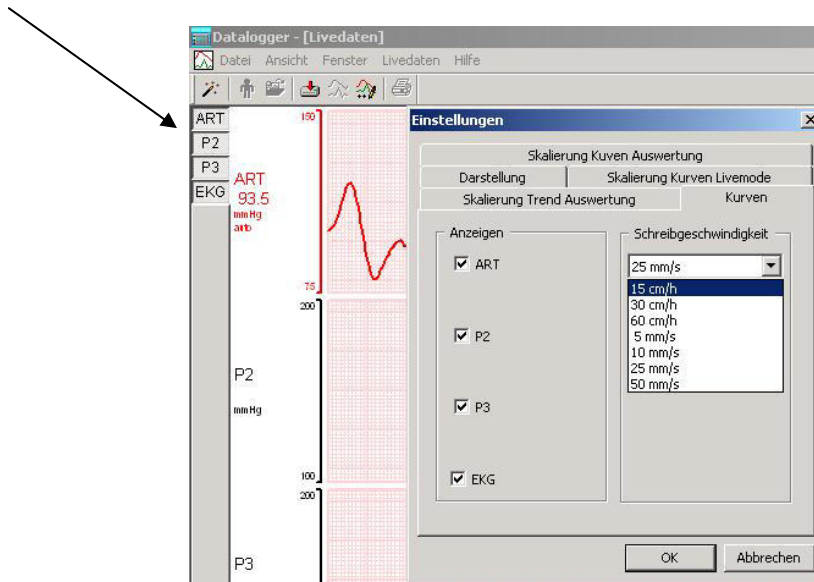 Datalogger - [Livedaten]
Datei Ansicht Fenster Livedaten Hilfe
ART
P2
P3
EKG
150
ART
93.5
mmHg
auto
75
200
P2
mmHg
100
200
P3
Einstellungen
Skalierung Kuven Auswertung
Darstellung
Skalierung Kurven Livemode
Skalierung Trend Auswertung
Kurven
Anzeigen
ART
P2
P3
EKG
Schreibgeschwindigkeit
25 mm/s
15 cm/h
30 cm/h
60 cm/h
5 mm/s
10 mm/s
25 mm/s
50 mm/s
OK
Abbrechen